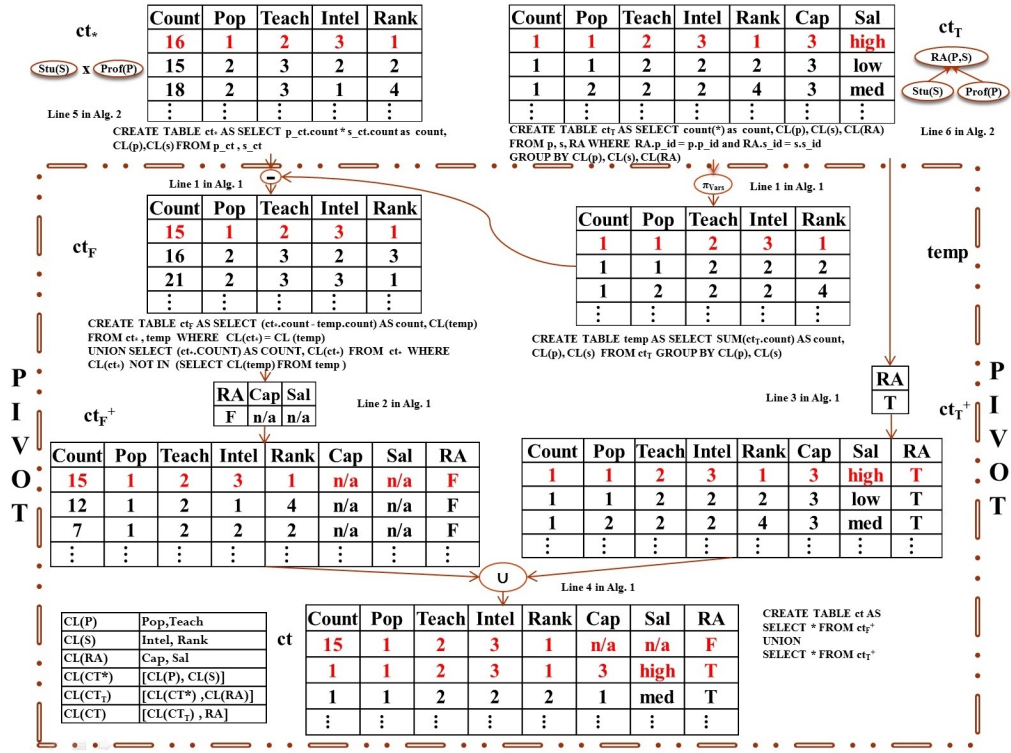 ct*
Stu(S) x Prof(P)
Line 5 in Alg. 2
Count Pop Teach Intel Rank
16 1 2 3 1
15 2 3 2 2
18 2 3 1 4
⋮ ⋮ ⋮ ⋮ ⋮
CREATE TABLE ct* AS SELECT p_ct.count * s_ct.count as count,
CL(p),CL(s) FROM p_ct , s_ct
Count Pop Teach Intel Rank Cap Sal
1 1 2 3 1 3 high
1 1 2 2 2 3 low
1 2 2 2 4 3 med
⋮ ⋮ ⋮ ⋮ ⋮ ⋮ ⋮
ctT
RA(P,S)
Stu(S) Prof(P)
Line 6 in Alg. 2
CREATE TABLE ctT AS SELECT count(*) as count, CL(p), CL(s), CL(RA)
FROM p, s, RA WHERE RA.p_id = p.p_id and RA.s_id = s.s_id
GROUP BY CL(p), CL(s), CL(RA)
Line 1 in Alg. 1
-
πVars
Line 1 in Alg. 1
ctF
Count Pop Teach Intel Rank
15 1 2 3 1
16 2 3 2 3
21 2 3 3 1
⋮ ⋮ ⋮ ⋮ ⋮
CREATE TABLE ctF AS SELECT (ct*.count - temp.count) AS count, CL(temp)
FROM ct* , temp WHERE CL(ct*) = CL (temp)
UNION SELECT (ct*.COUNT) AS COUNT, CL(ct*) FROM ct* WHERE
CL(ct*) NOT IN (SELECT CL(temp) FROM temp )
temp
Count Pop Teach Intel Rank
1 1 2 3 1
1 1 2 2 2
1 2 2 2 4
⋮ ⋮ ⋮ ⋮ ⋮
CREATE TABLE temp AS SELECT SUM(ctT.count) AS count,
CL(p), CL(s) FROM ctT GROUP BY CL(p), CL(s)
PIVOT
PIVOT
RA Cap Sal
F n/a n/a
Line 2 in Alg. 1
Line 3 in Alg. 1
RA
T
ctF+
Count Pop Teach Intel Rank Cap Sal RA
15 1 2 3 1 n/a n/a F
12 1 2 1 4 n/a n/a F
7 1 2 2 2 n/a n/a F
⋮ ⋮ ⋮ ⋮ ⋮ ⋮ ⋮ ⋮
ctT+
Count Pop Teach Intel Rank Cap Sal RA
1 1 2 3 1 3 high T
1 1 2 2 2 3 low T
1 2 2 2 4 3 med T
⋮ ⋮ ⋮ ⋮ ⋮ ⋮ ⋮ ⋮
∪
Line 4 in Alg. 1
CL(P) Pop,Teach
CL(S) Intel, Rank
CL(RA) Cap, Sal
CL(CT*) [CL(P), CL(S)]
CL(CTT) [CL(CT*) ,CL(RA)]
CL(CT) [CL(CTT) , RA]
ct
Count Pop Teach Intel Rank Cap Sal RA
15 1 2 3 1 n/a n/a F
1 1 2 3 1 3 high T
1 1 2 2 2 1 med T
⋮ ⋮ ⋮ ⋮ ⋮ ⋮ ⋮ ⋮
CREATE TABLE ct AS
SELECT * FROM ctF+
UNION
SELECT * FROM ctT+